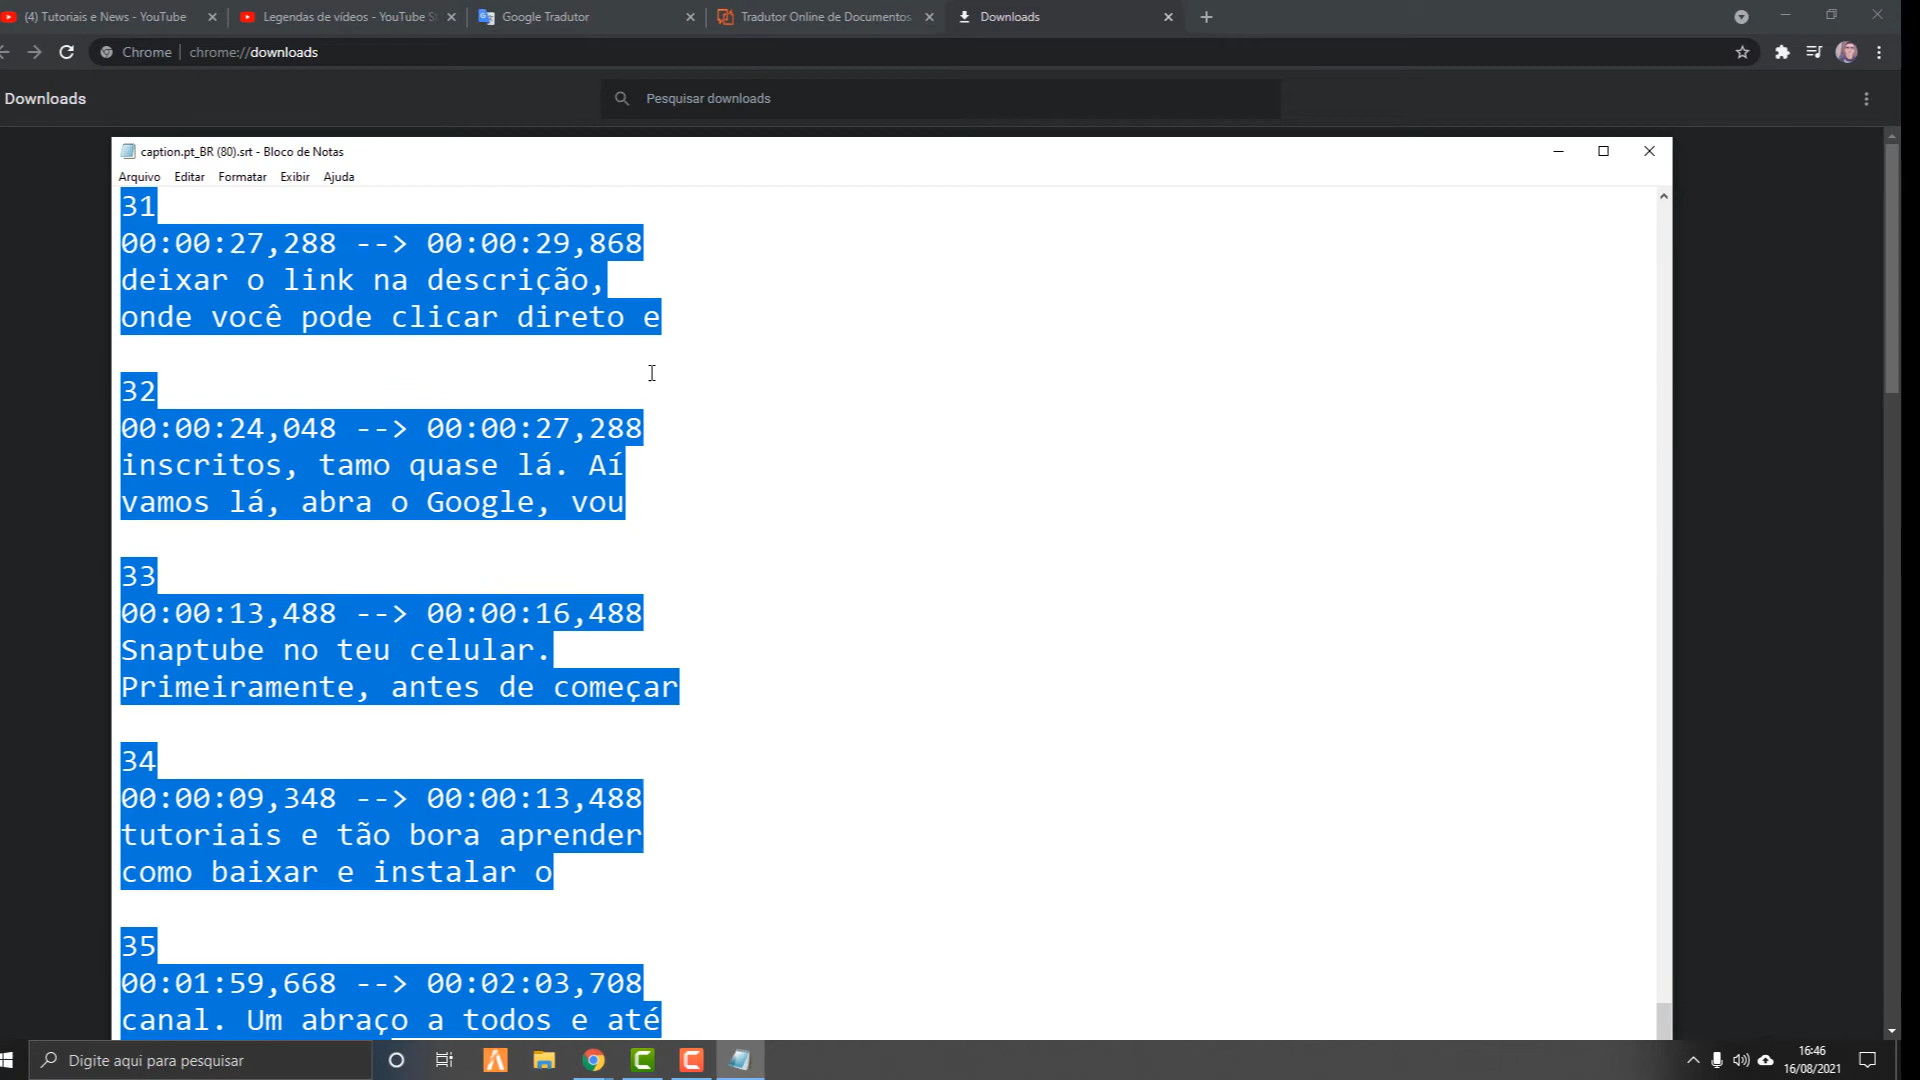 (4) Tutoriais e News - YouTube
Legendas de vídeos - YouTube St
Google Tradutor
Tradutor Online de Documentos
Downloads
Chrome | chrome://downloads
Downloads
Pesquisar downloads
caption.pt_BR (80).srt - Bloco de Notas
Arquivo Editar Formatar Exibir Ajuda
31
00:00:27,288 --> 00:00:29,868
deixar o link na descrição,
onde você pode clicar direto e
32
00:00:24,048 --> 00:00:27,288
inscritos, tamo quase lá. Aí
vamos lá, abra o Google, vou
33
00:00:13,488 --> 00:00:16,488
Snaptube no teu celular.
Primeiramente, antes de começar
34
00:00:09,348 --> 00:00:13,488
tutoriais e tão bora aprender
como baixar e instalar o
35
00:01:59,668 --> 00:02:03,708
canal. Um abraço a todos e até
Digite aqui para pesquisar
16:46
16/08/2021